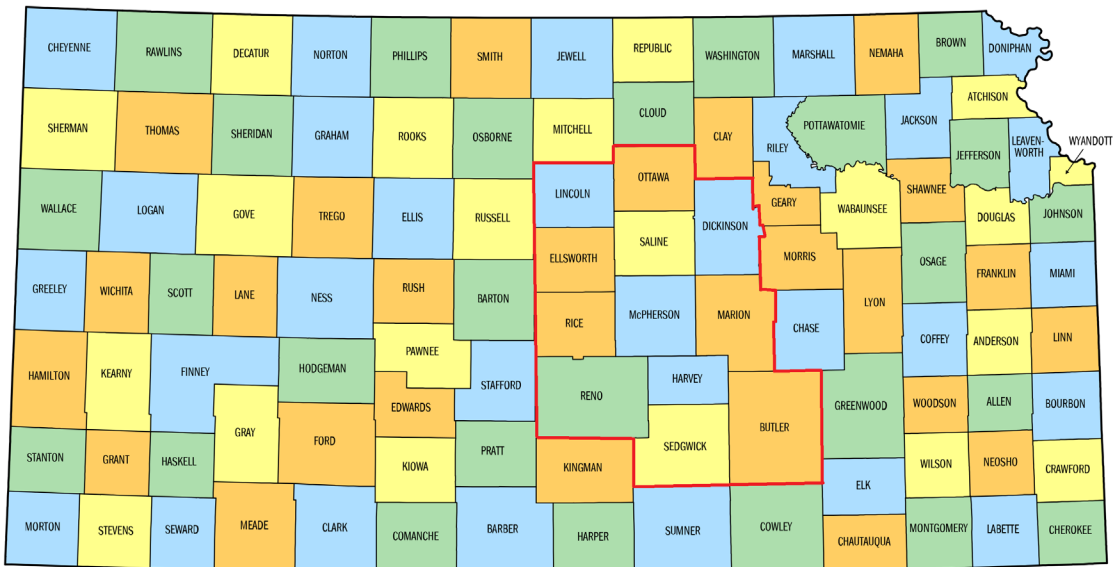 CHEYENNE
RAWLINS
DECATUR
NORTON
PHILLIPS
SMITH
JEWELL
REPUBLIC
WASHINGTON
MARSHALL
NEMAHA
BROWN
DONIPHAN
SHERMAN
THOMAS
SHERIDAN
GRAHAM
ROOKS
OSBORNE
MITCHELL
CLOUD
CLAY
RILEY
POTTAWATOMIE
JACKSON
ATCHISON
JEFFERSON
LEAVEN-
WORTH
WYANDOTT
WALLACE
LOGAN
GOVE
TREGO
ELLIS
RUSSELL
LINCOLN
OTTAWA
DICKINSON
GEARY
WABAUNSEE
SHAWNEE
DOUGLAS
JOHNSON
GREELEY
WICHITA
SCOTT
LANE
NESS
RUSH
BARTON
ELLSWORTH
SALINE
MORRIS
LYON
OSAGE
FRANKLIN
MIAMI
HAMILTON
KEARNY
FINNEY
HODGEMAN
PAWNEE
STAFFORD
RICE
McPHERSON
MARION
CHASE
COFFEY
ANDERSON
LINN
GRAY
FORD
EDWARDS
RENO
HARVEY
BUTLER
GREENWOOD
WOODSON
ALLEN
BOURBON
STANTON
GRANT
HASKELL
KIOWA
PRATT
KINGMAN
SEDGWICK
ELK
WILSON
NEOSHO
CRAWFORD
MORTON
STEVENS
SEWARD
MEADE
CLARK
COMANCHE
BARBER
HARPER
SUMNER
COWLEY
CHAUTAUQUA
MONTGOMERY
LABETTE
CHEROKEE